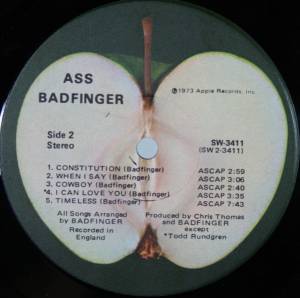 ASS
BADFINGER
℗1973 Apple Records, Inc.
Side 2
Stereo
SW-3411
(SW 2-3411)
1. CONSTITUTION (Badfinger) ASCAP 2:59
2. WHEN I SAY (Badfinger) ASCAP 3:06
3. COWBOY (Badfinger) ASCAP 2:40
*4. I CAN LOVE YOU (Badfinger) ASCAP 3:35
5. TIMELESS (Badfinger) ASCAP 7:43
All Songs Arranged
by BADFINGER
Recorded in
England
Produced by Chris Thomas
and BADFINGER
except
*Todd Rundgren